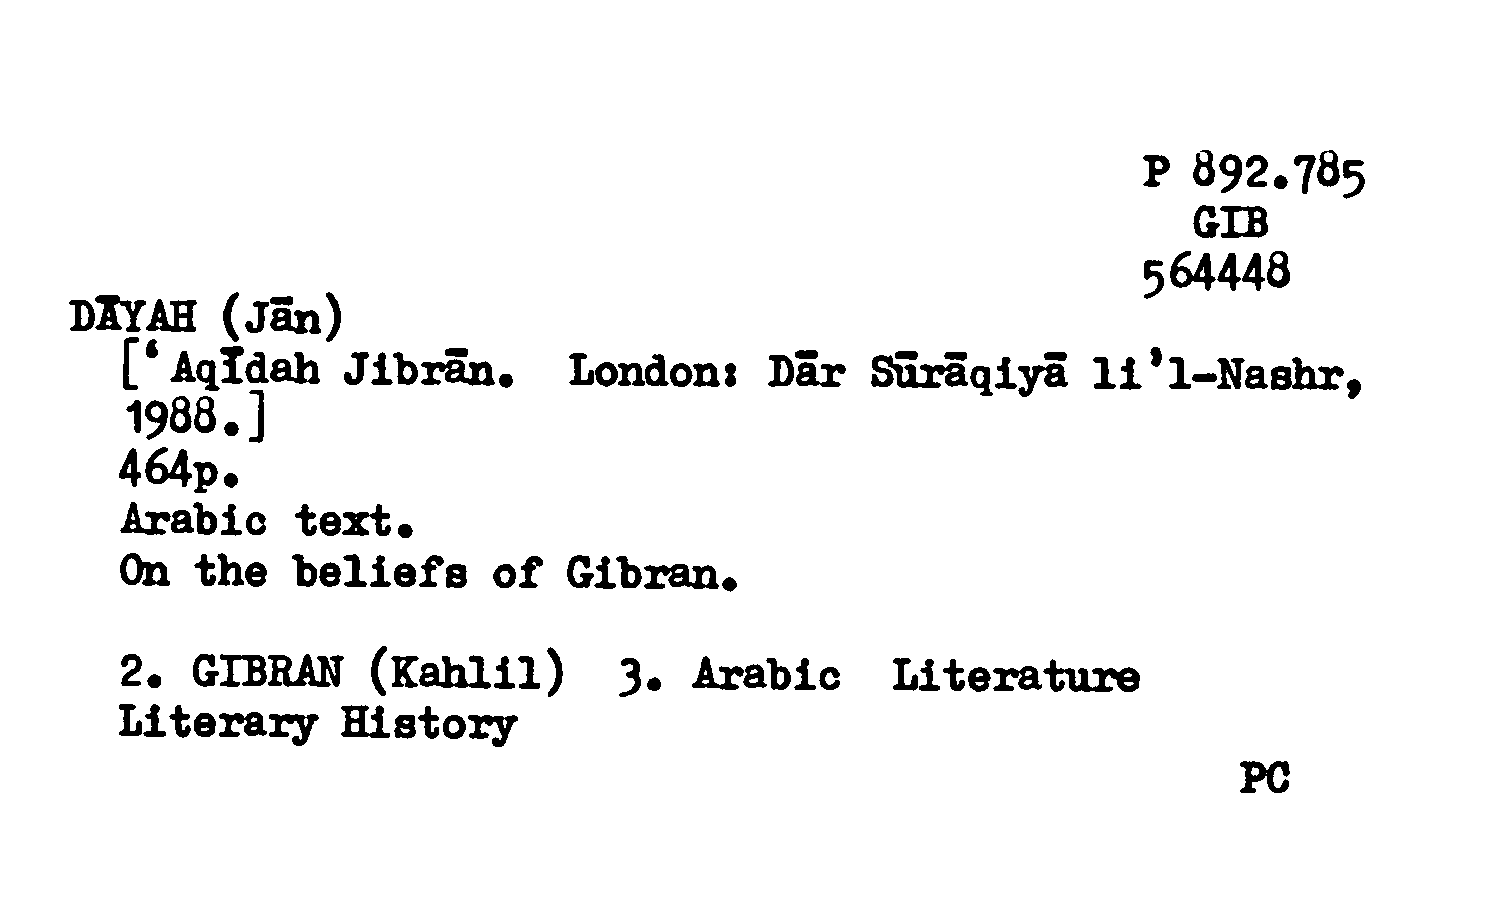 P 892.785
GIB
564448
DĀYAH (Jān)
[‘Aqīdah Jibrān. London: Dār Sūrāqiyā li’l-Nashr,
1988.]
464p.
Arabic text.
On the beliefs of Gibran.
2. GIBRAN (Kahlil) 3. Arabic Literature
Literary History
PC